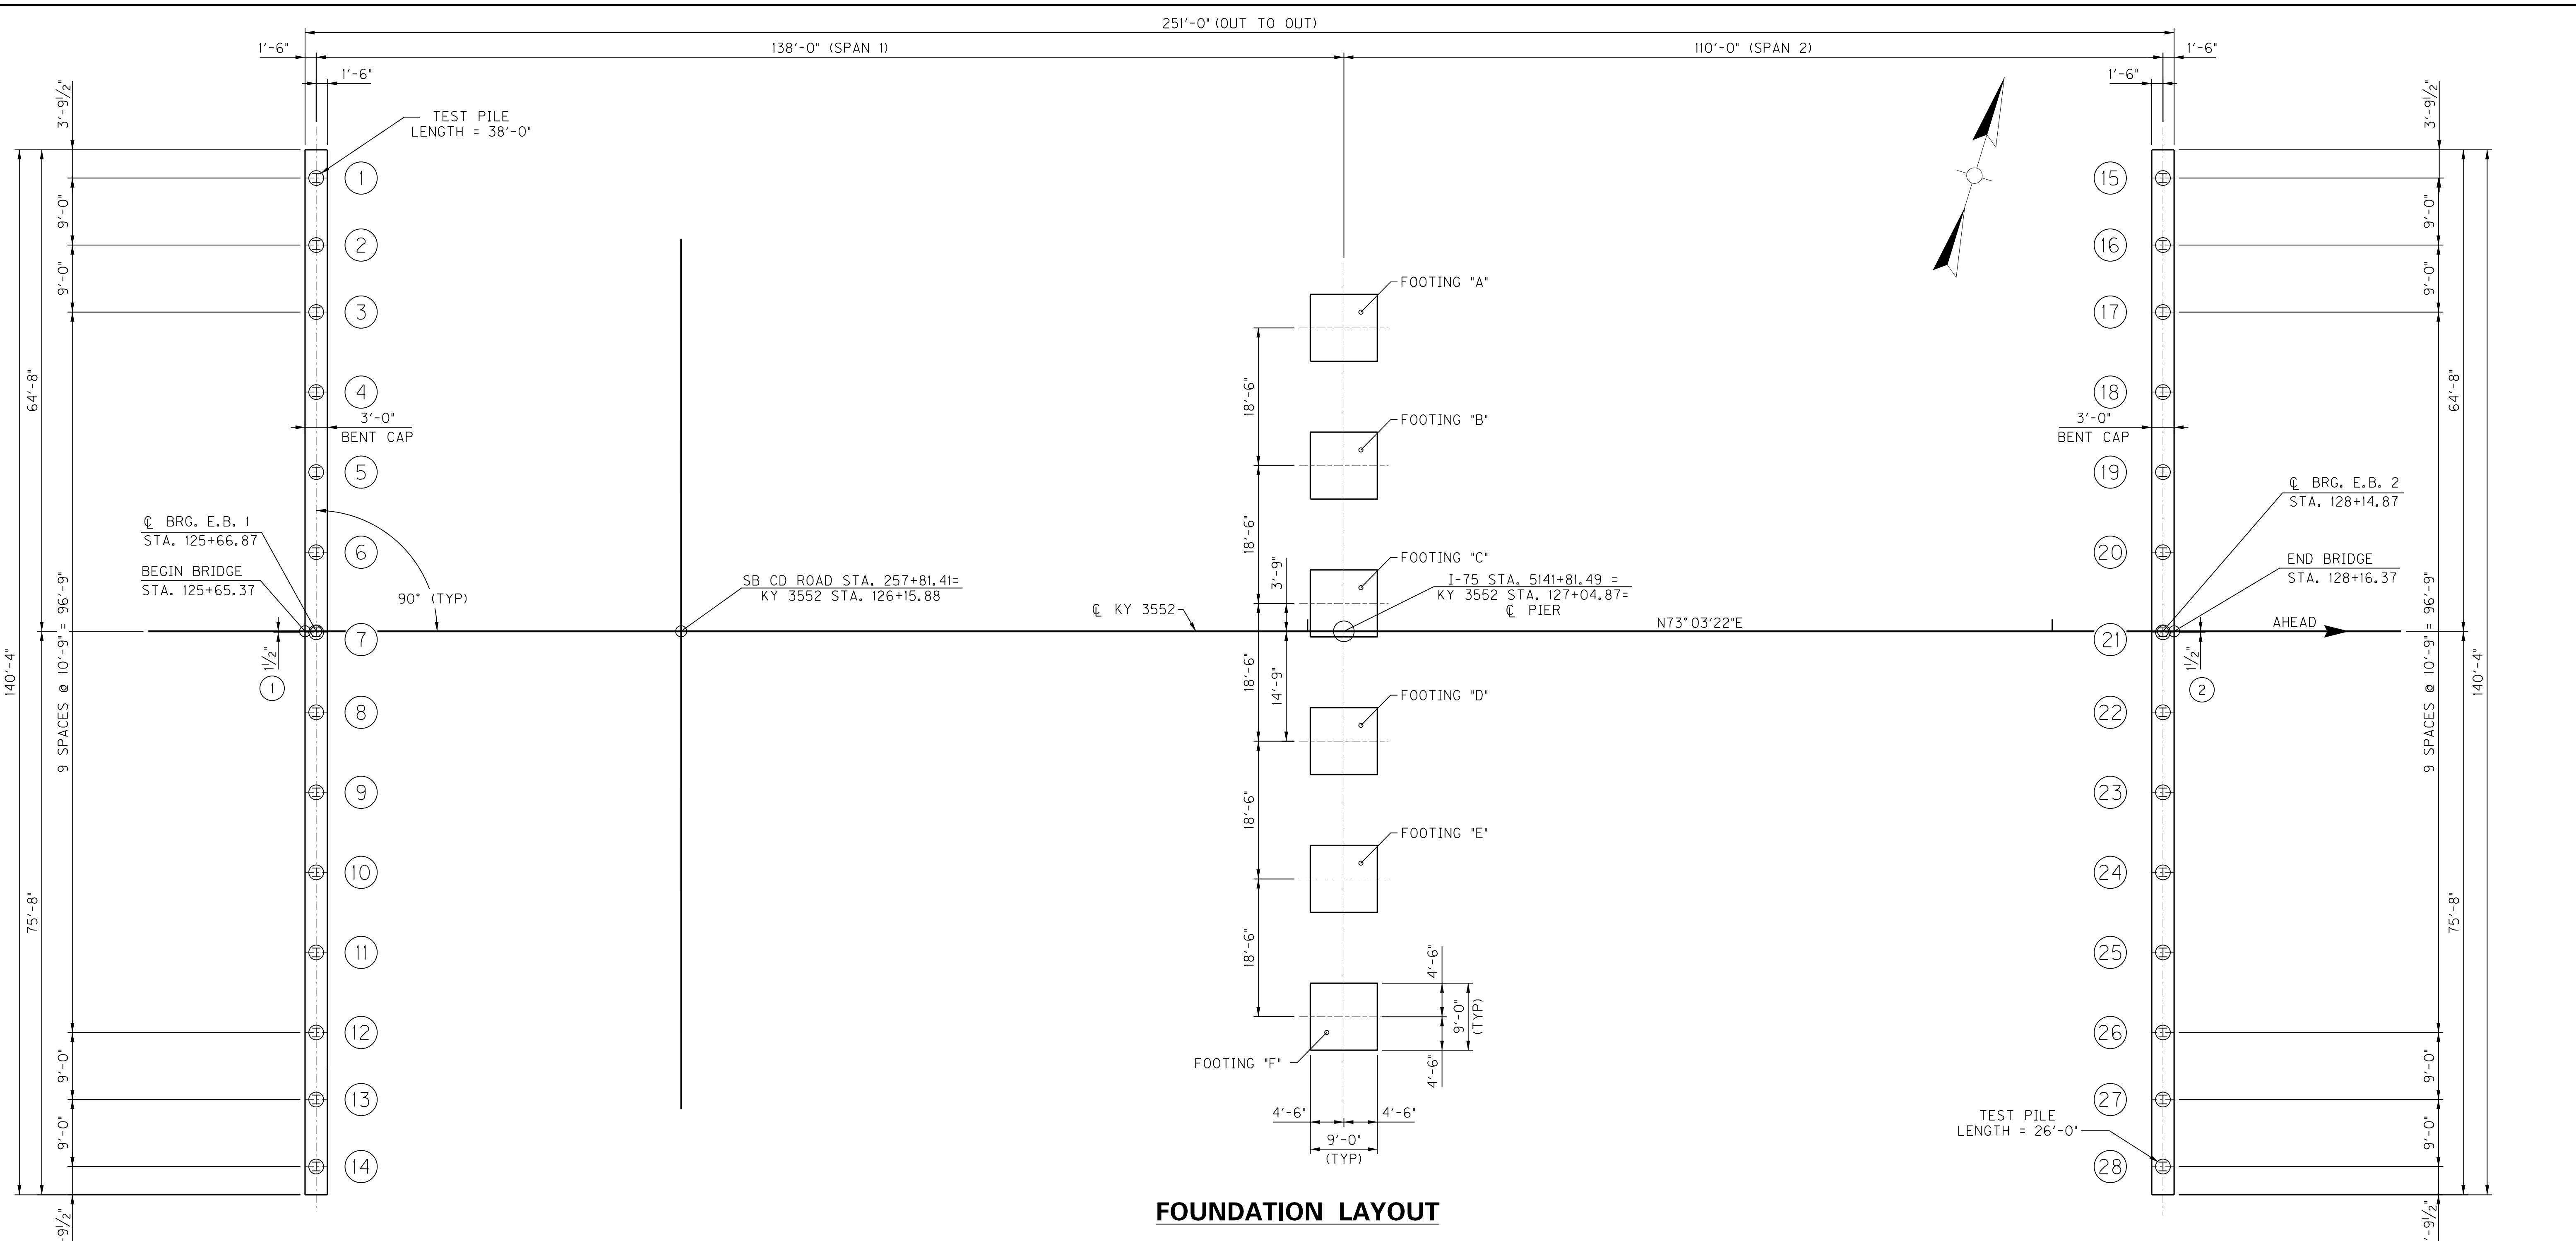 251'-0" (OUT TO OUT)
1'-6"
138'-0" (SPAN 1)
110'-0" (SPAN 2)
1'-6"
1'-6"
1'-6"
3'-9½"
3'-9½"
TEST PILE
LENGTH = 38'-0"
1
15
9'-0"
9'-0"
2
16
9'-0"
9'-0"
FOOTING "A"
3
17
64'-8"
18'-6"
64'-8"
4
18
3'-0"
BENT CAP
FOOTING "B"
3'-0"
BENT CAP
5
19
℄ BRG. E.B. 1
STA. 125+66.87
℄ BRG. E.B. 2
STA. 128+14.87
6
18'-6"
FOOTING "C"
20
BEGIN BRIDGE
STA. 125+65.37
90° (TYP)
SB CD ROAD STA. 257+81.41=
KY 3552 STA. 126+15.88
3'-9"
I-75 STA. 5141+81.49 =
KY 3552 STA. 127+04.87=
℄ PIER
END BRIDGE
STA. 128+16.37
℄ KY 3552
N73° 03'22"E
AHEAD
7
21
1½"
1
1½"
2
140'-4"
9 SPACES @ 10'-9" = 96'-9"
18'-6"
14'-9"
FOOTING "D"
9 SPACES @ 10'-9" = 96'-9"
140'-4"
8
22
9
23
18'-6"
FOOTING "E"
10
24
75'-8"
75'-8"
11
25
18'-6"
4'-6"
9'-0"
(TYP)
4'-6"
12
26
FOOTING "F"
9'-0"
9'-0"
13
27
4'-6"
4'-6"
9'-0"
(TYP)
TEST PILE
LENGTH = 26'-0"
9'-0"
9'-0"
14
28
-9½"
'-9½"
FOUNDATION LAYOUT